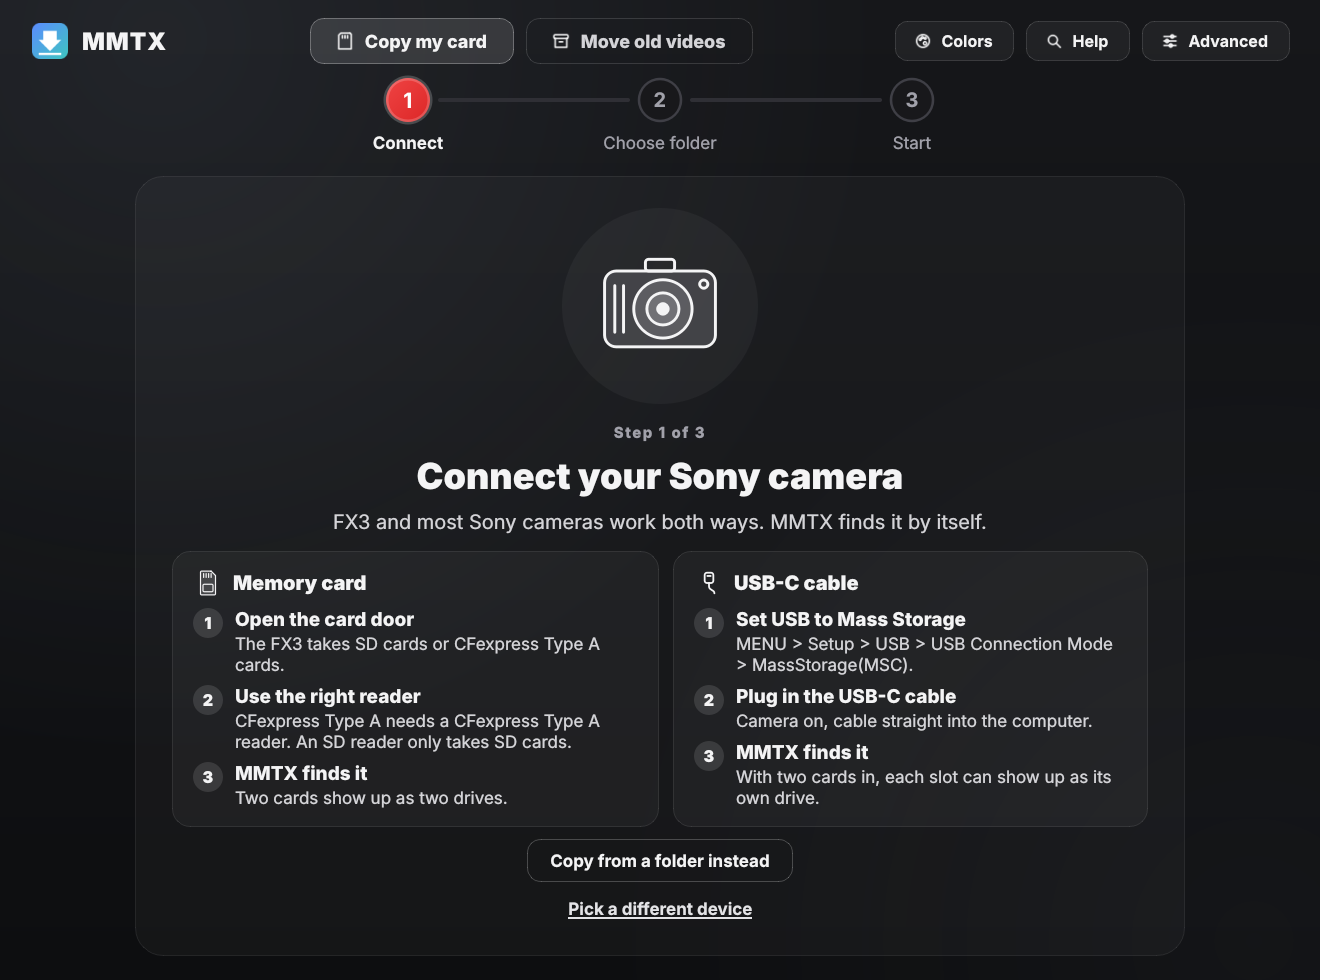 MMTX
Copy my card
Move old videos
Colors
Help
Advanced
1
2
3
Connect
Choose folder
Start
Step 1 of 3
Connect your Sony camera
FX3 and most Sony cameras work both ways. MMTX finds it by itself.
Memory card
1 Open the card door
The FX3 takes SD cards or CFexpress Type A
cards.
2 Use the right reader
CFexpress Type A needs a CFexpress Type A
reader. An SD reader only takes SD cards.
3 MMTX finds it
Two cards show up as two drives.
USB-C cable
1 Set USB to Mass Storage
MENU > Setup > USB > USB Connection Mode
> MassStorage(MSC).
2 Plug in the USB-C cable
Camera on, cable straight into the computer.
3 MMTX finds it
With two cards in, each slot can show up as its
own drive.
Copy from a folder instead
Pick a different device